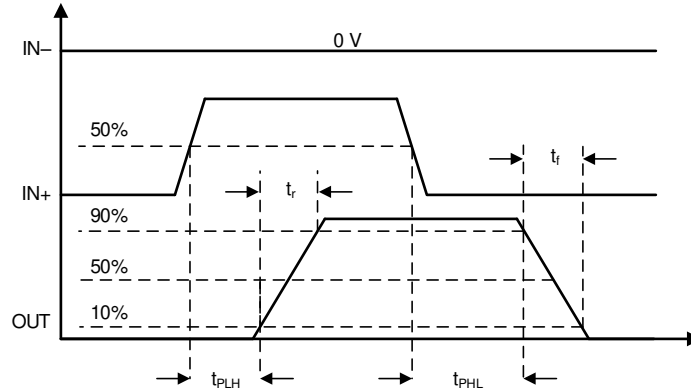 IN–
0 V
50%
tf
IN+
tr
90%
50%
10%
OUT
tPLH
tPHL